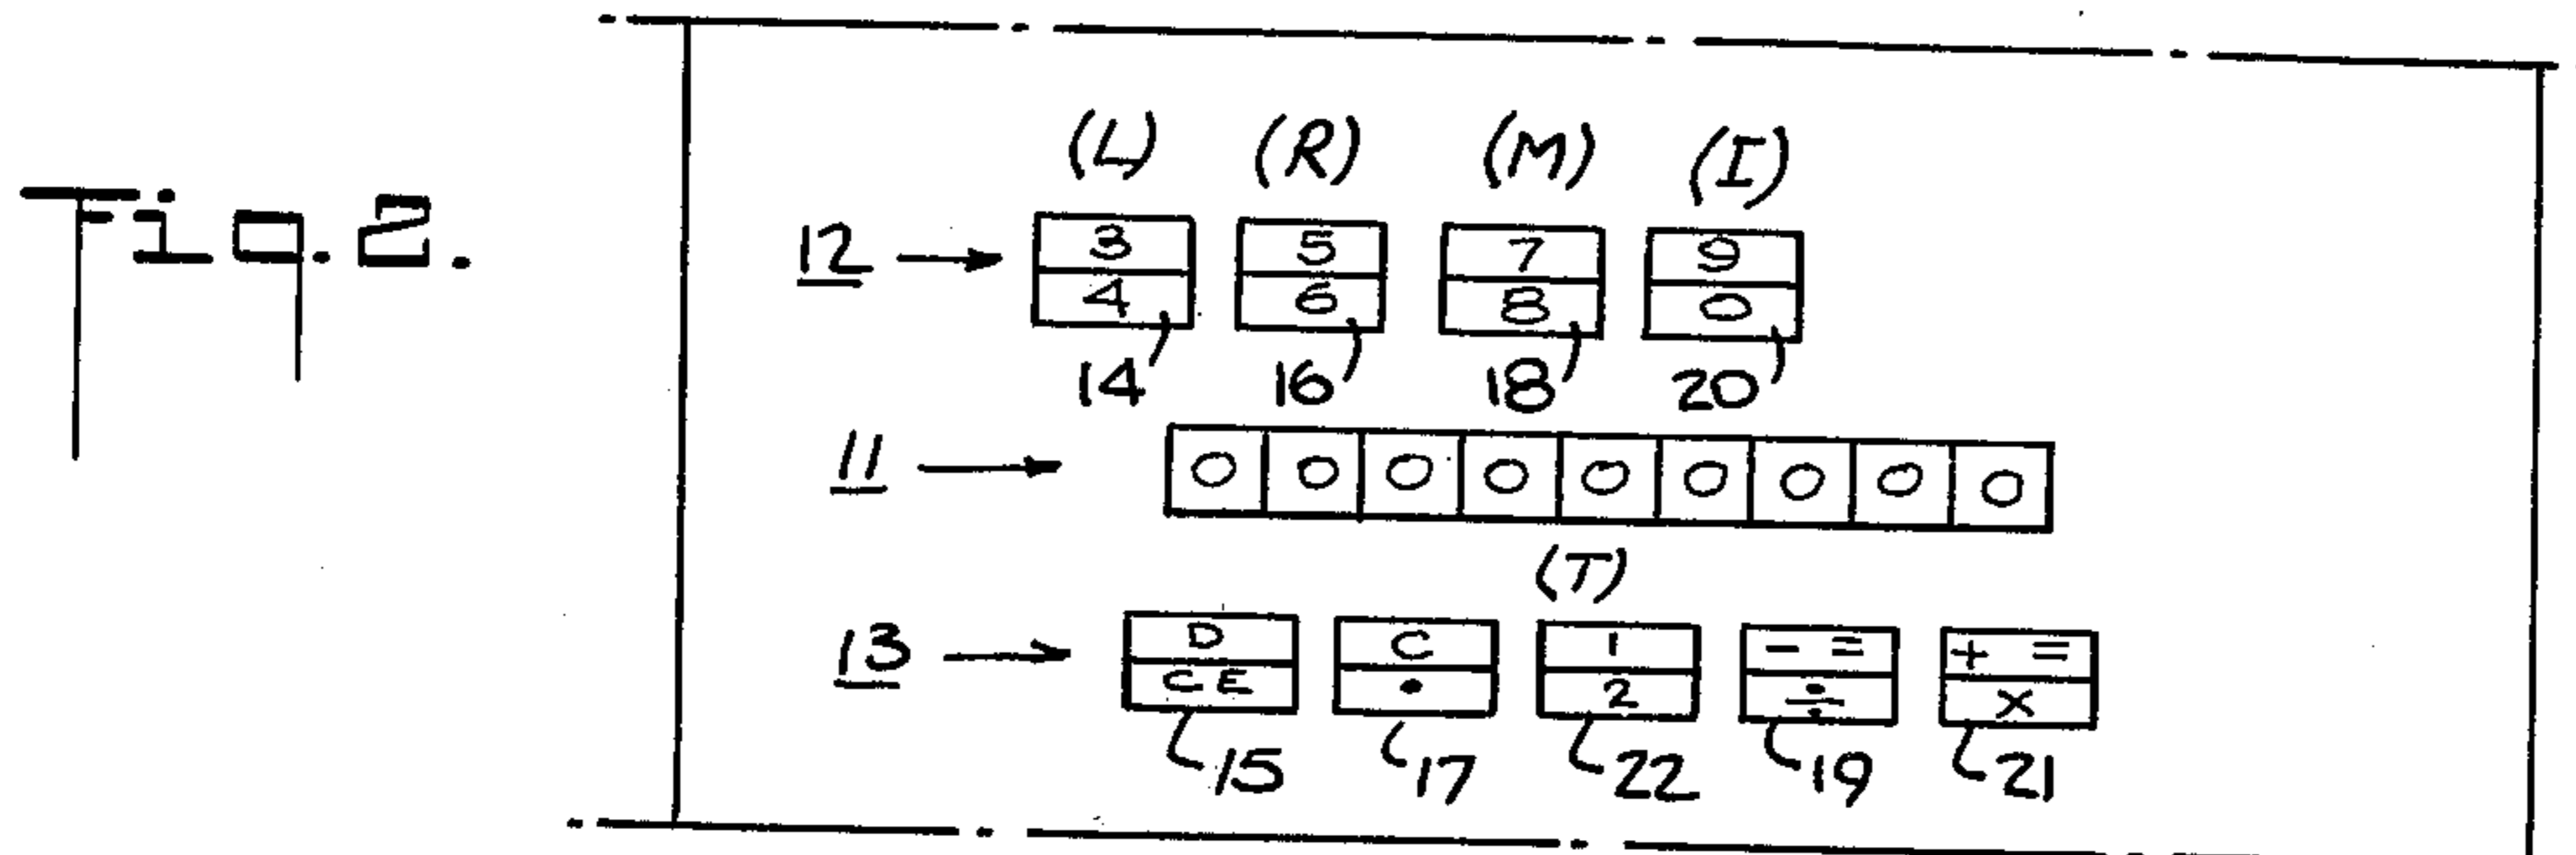 Fig. 2.
(L) (R) (M) (I)
12 3 5 7 9
4 6 8 0
14 16 18 20
11 0 0 0 0 0 0 0 0 0
(T)
13 D C 1 - = + =
CE • 2 ÷ X
15 17 22 19 21